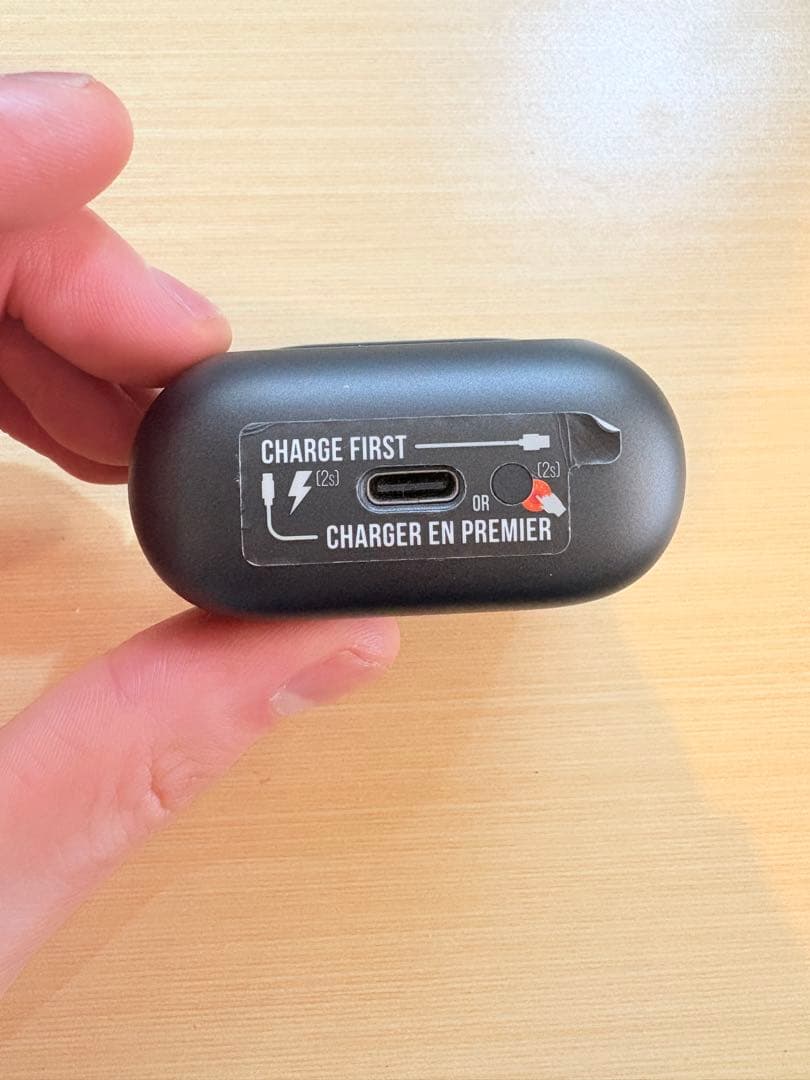 CHARGE FIRST
(2s)
OR
(2s)
CHARGER EN PREMIER